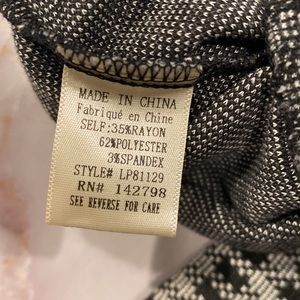 MADE IN CHINA
Fabriqué en Chine
SELF:35%RAYON
62%POLYESTER
3%SPANDEX
STYLE# LP81129
RN# 142798
SEE REVERSE FOR CARE